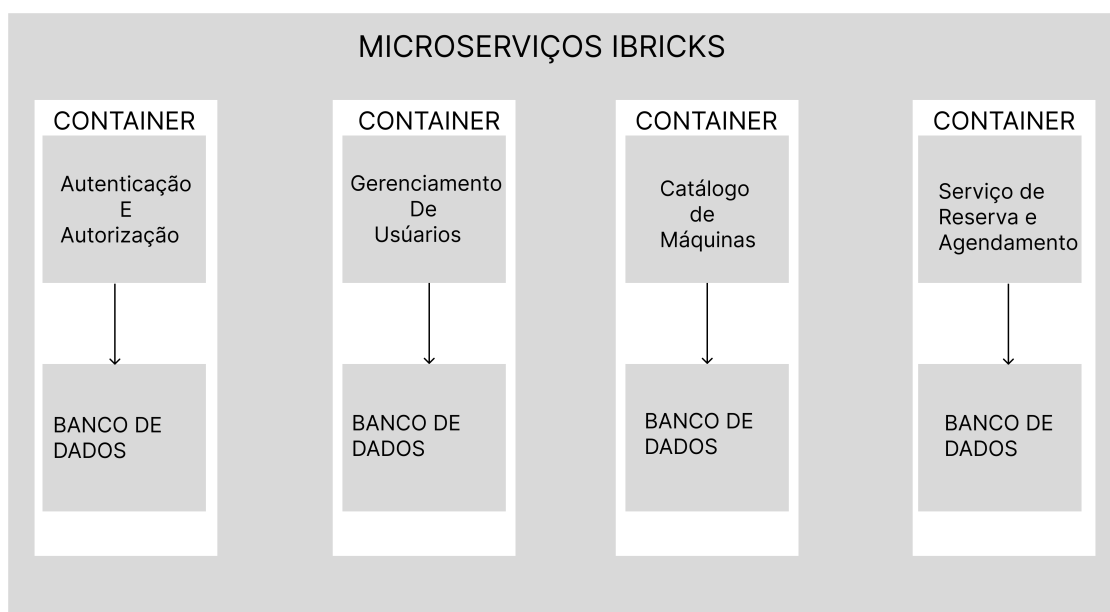 MICROSERVIÇOS IBRICKS
CONTAINER
Autenticação
E
Autorização
BANCO DE
DADOS
CONTAINER
Gerenciamento
De
Usúarios
BANCO DE
DADOS
CONTAINER
Catálogo
de
Máquinas
BANCO DE
DADOS
CONTAINER
Serviço de
Reserva e
Agendamento
BANCO DE
DADOS